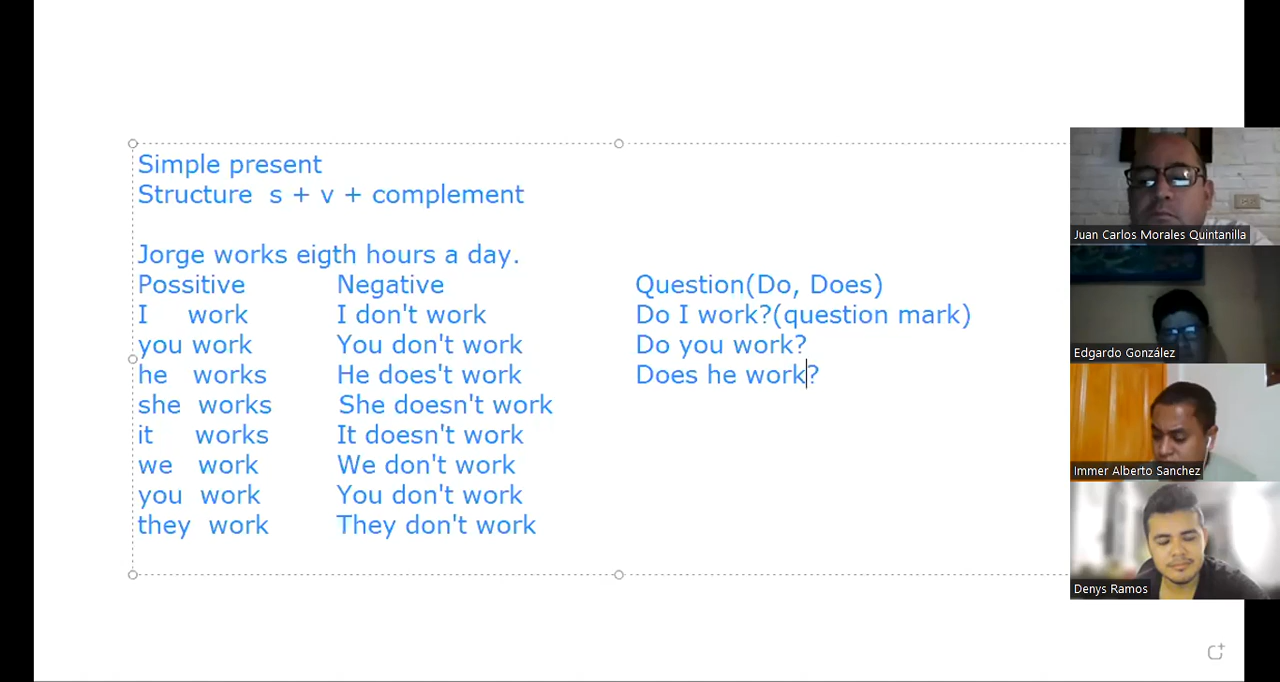 Simple present
Structure s + v + complement
Jorge works eigth hours a day.
Possitive Negative Question(Do, Does)
I work I don't work Do I work?(question mark)
you work You don't work Do you work?
he works He does't work Does he work?
she works She doesn't work
it works It doesn't work
we work We don't work
you work You don't work
they work They don't work
Juan Carlos Morales Quintanilla
Edgardo González
Immer Alberto Sanchez
Denys Ramos